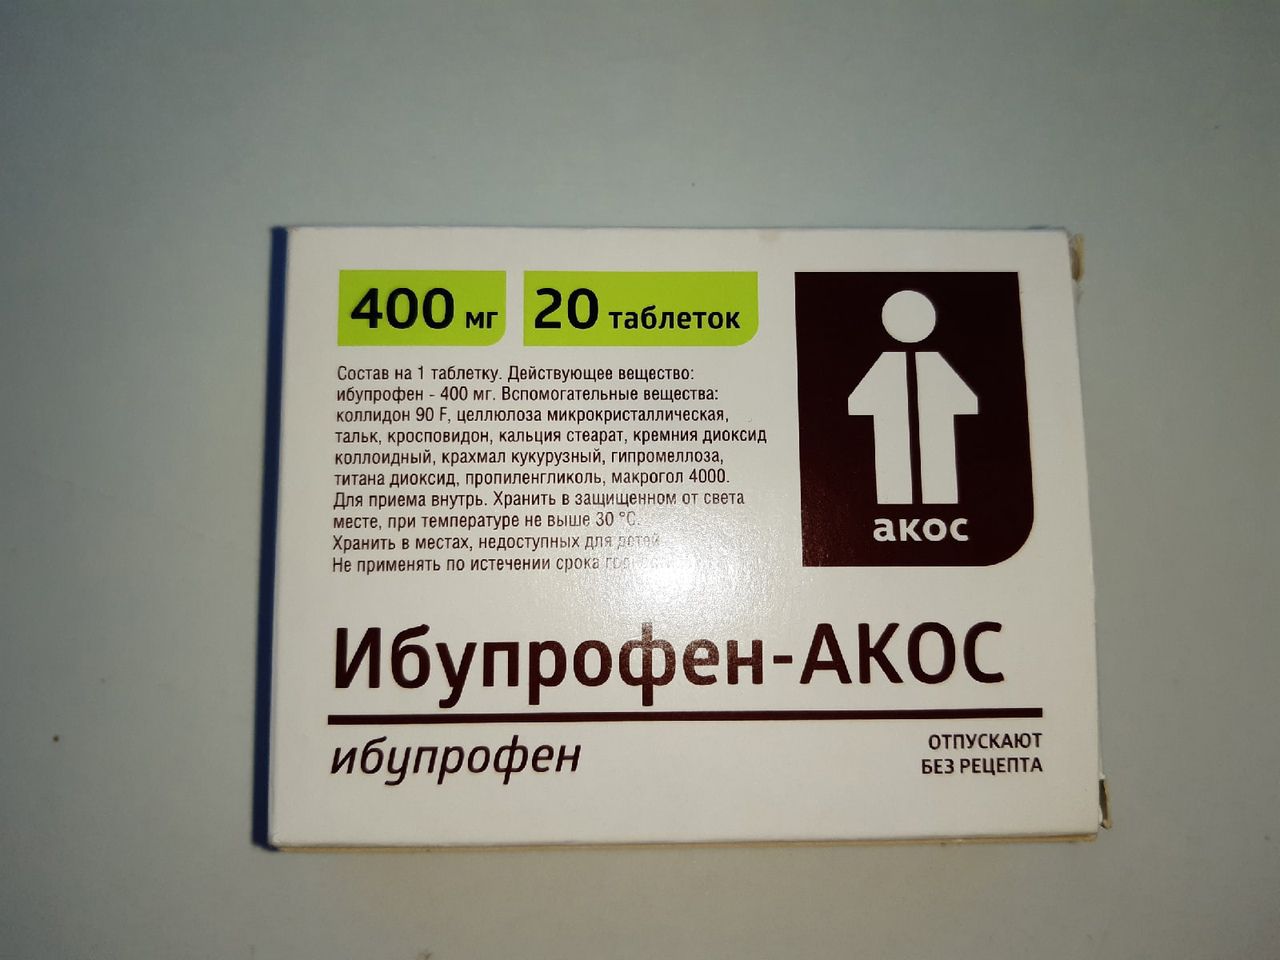 400 мг 20 таблеток
Состав на 1 таблетку. Действующее вещество:
ибупрофен - 400 мг. Вспомогательные вещества:
коллидон 90 F, целлюлоза микрокристаллическая,
тальк, кросповидон, кальция стеарат, кремния диоксид
коллоидный, крахмал кукурузный, гипромеллоза,
титана диоксид, пропиленгликоль, макрогол 4000.
Для приема внутрь. Хранить в защищенном от света
месте, при температуре не выше 30 °С.
Хранить в местах, недоступных для детей
Не применять по истечении срока
акос
Ибупрофен-АКОС
ибупрофен
ОТПУСКАЮТ
БЕЗ РЕЦЕПТА